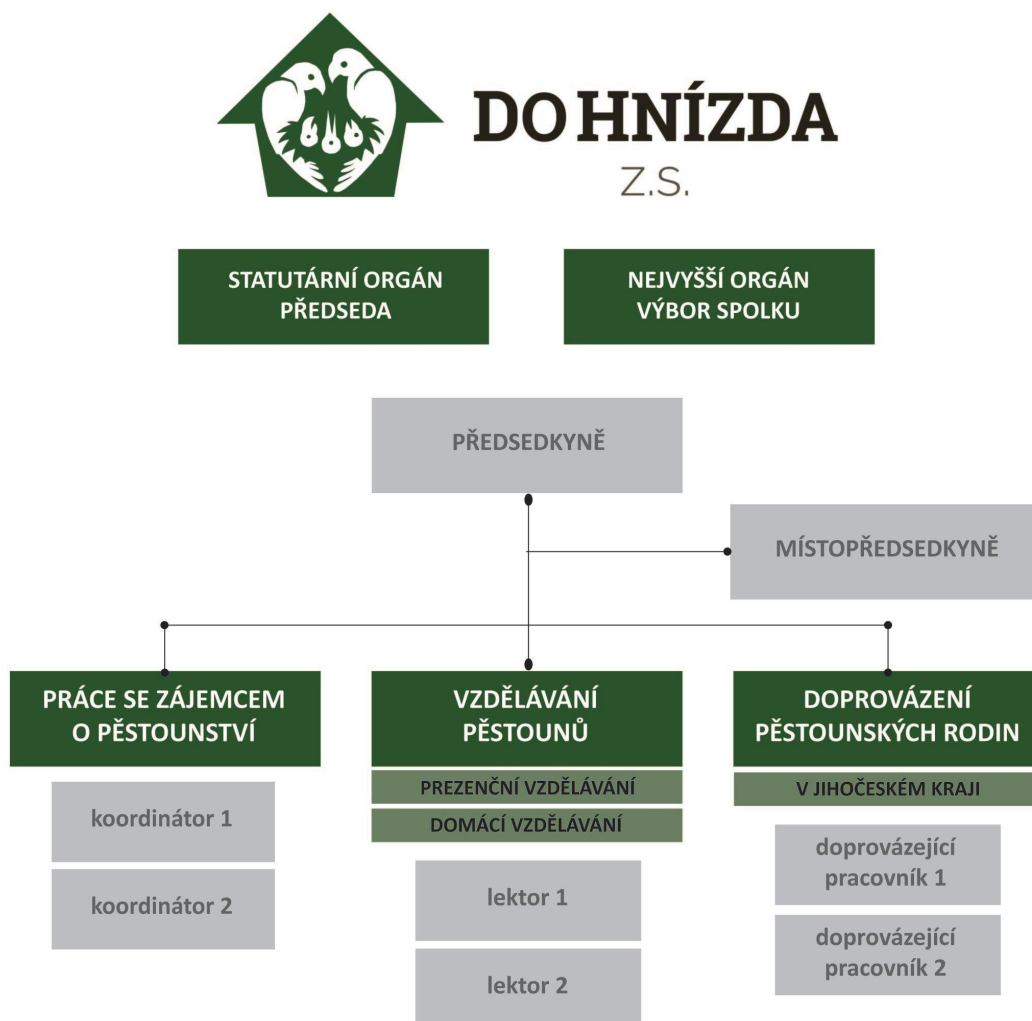 DO HNÍZDA
Z.S.
STATUTÁRNÍ ORGÁN
PŘEDSEDA
NEJVYŠŠÍ ORGÁN
VÝBOR SPOLKU
PŘEDSEDKYNĚ
MÍSTOPŘEDSEDKYNĚ
PRÁCE SE ZÁJEMCEM
O PĚSTOUNSTVÍ
koordinátor 1
koordinátor 2
VZDĚLÁVÁNÍ
PĚSTOUNŮ
PREZENČNÍ VZDĚLÁVÁNÍ
DOMÁCÍ VZDĚLÁVÁNÍ
lektor 1
lektor 2
DOPROVÁZENÍ
PĚSTOUNSKÝCH RODIN
V JIHOČESKÉM KRAJI
doprovázející
pracovník 1
doprovázející
pracovník 2